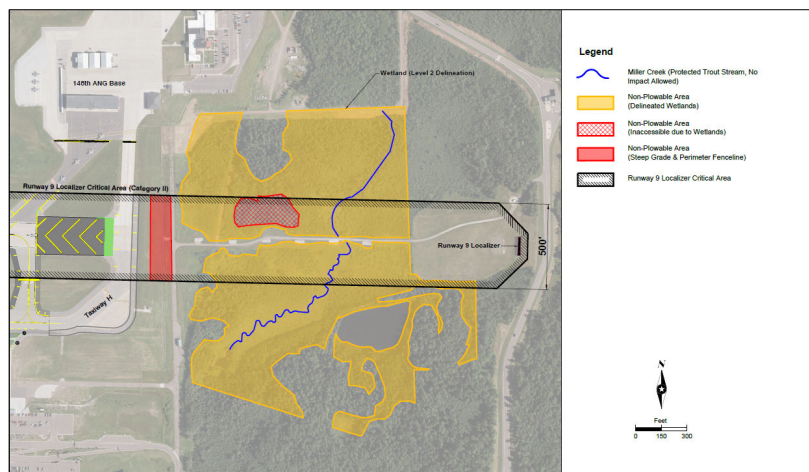 148th ANG Base
Wetland (Level 2 Delineation)
Runway 9 Localizer Critical Area (Category II)
Runway 9 Localizer
500'
Taxiway H
Legend
Miller Creek (Protected Trout Stream, No
Impact Allowed)
Non-Plowable Area
(Delineated Wetlands)
Non-Plowable Area
(Inaccessible due to Wetlands)
Non-Plowable Area
(Steep Grade & Perimeter Fenceline)
Runway 9 Localizer Critical Area
N
Feet
0 150 300